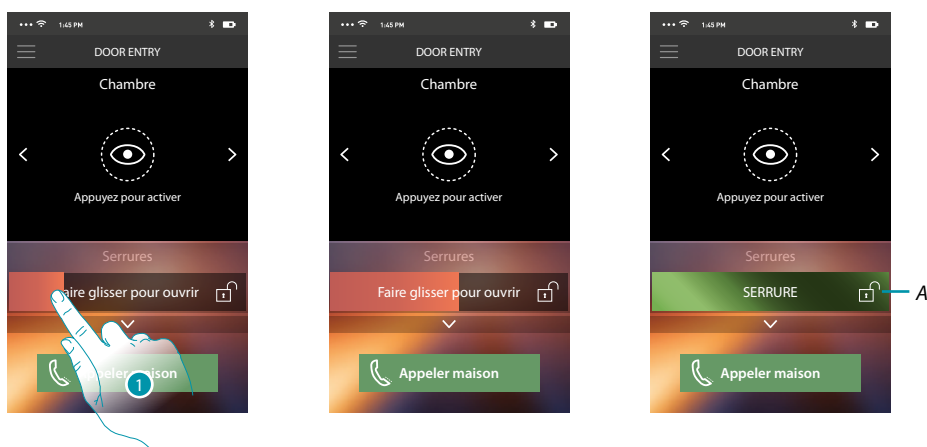 1:45 PM
DOOR ENTRY
Chambre
Appuyez pour activer
Serrures
aire glisser pour ouvrir
Appeler maison
1
1:45 PM
DOOR ENTRY
Chambre
Appuyez pour activer
Serrures
Faire glisser pour ouvrir
Appeler maison
1:45 PM
DOOR ENTRY
Chambre
Appuyez pour activer
Serrures
SERRURE
A
Appeler maison